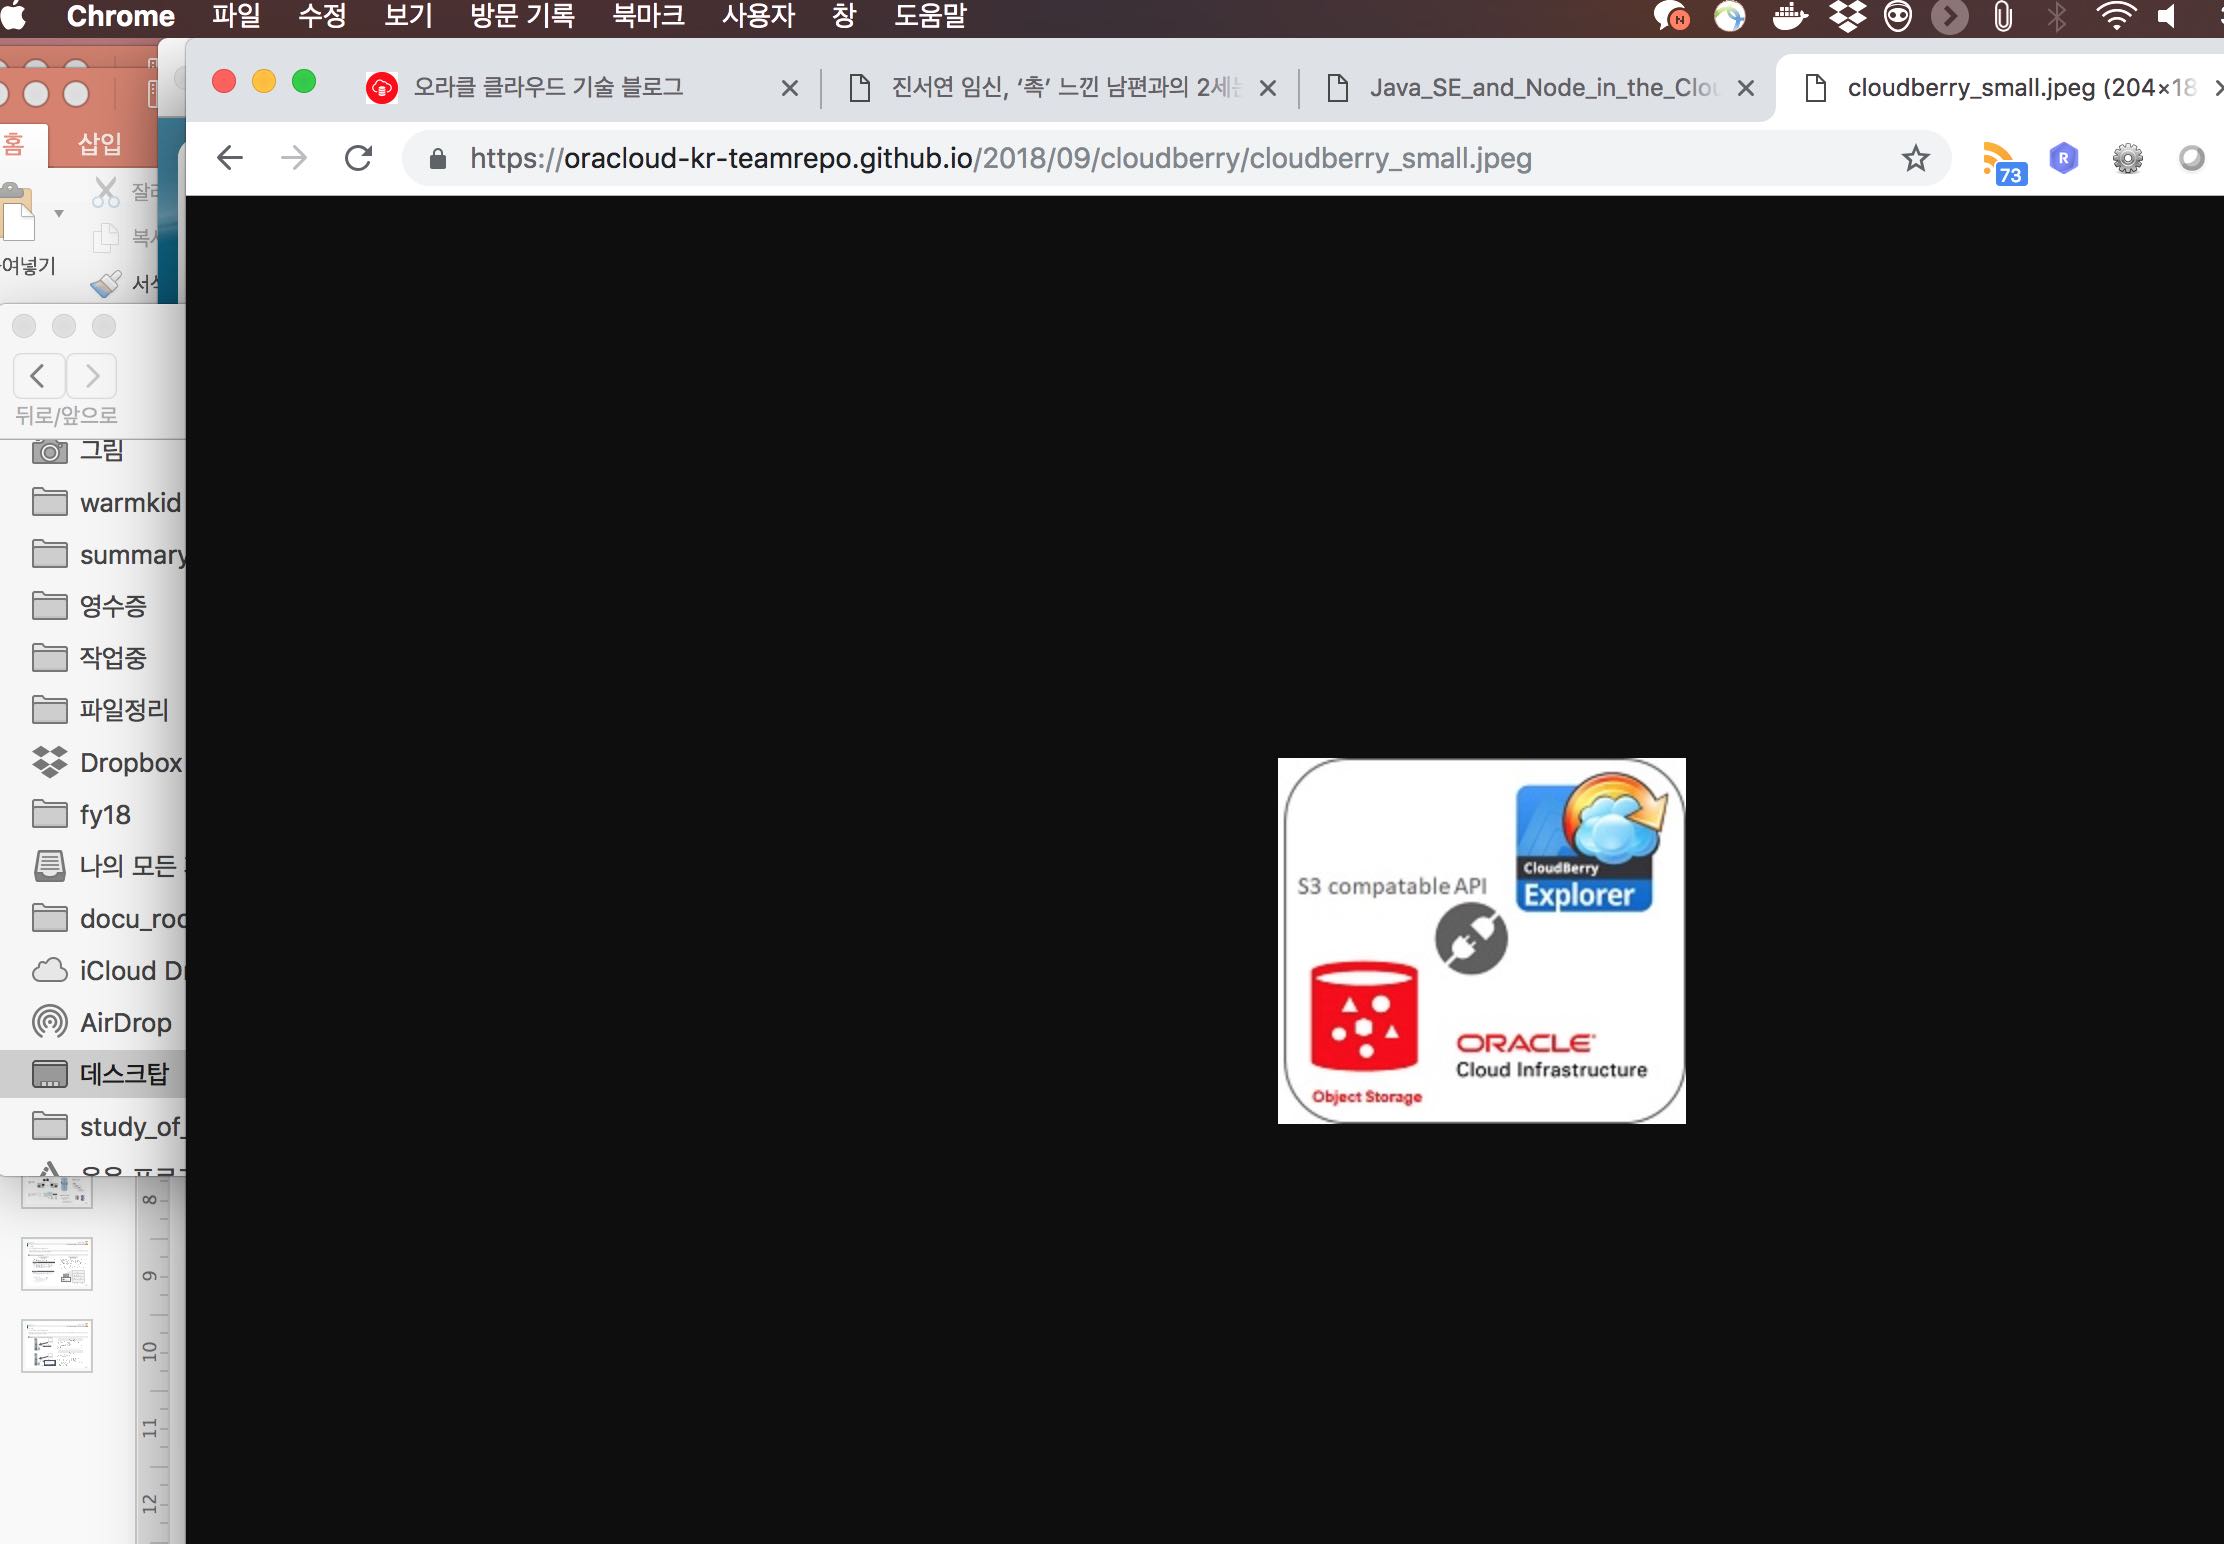 Chrome 파일 수정 보기 방문 기록 북마크 사용자 창 도움말
오라클 클라우드 기술 블로그
진서연 임신, ‘촉’ 느낀 남편과의 2세는
Java_SE_and_Node_in_the_Clou
cloudberry_small.jpeg (204×18
https://oracloud-kr-teamrepo.github.io/2018/09/cloudberry/cloudberry_small.jpeg
73
R
홈 삽입
여넣기
뒤로/앞으로
그림
warmkid
summary
영수증
작업중
파일정리
Dropbox
fy18
나의 모든
docu_roo
iCloud Dr
AirDrop
데스크탑
study_of_
8
9
10
11
12
CloudBerry
Explorer
S3 compatable API
ORACLE
Cloud Infrastructure
Object Storage